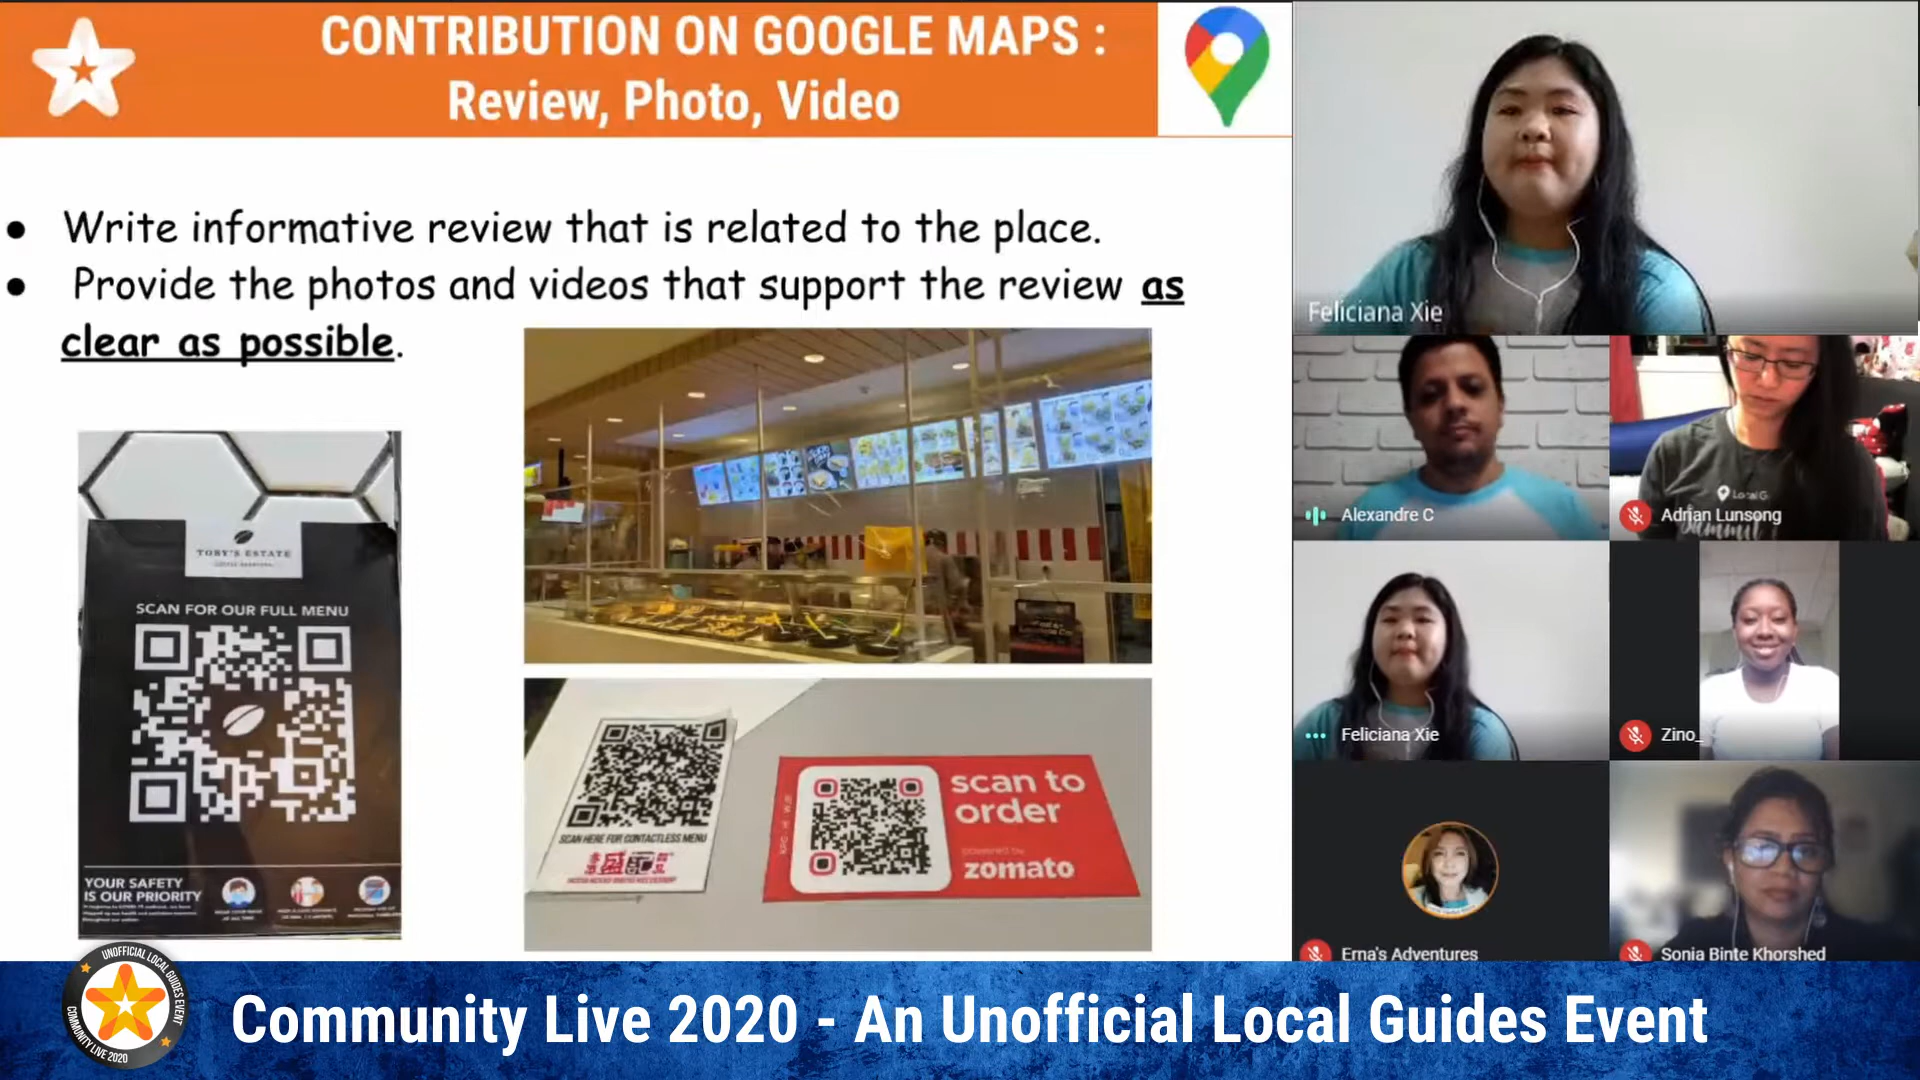 CONTRIBUTION ON GOOGLE MAPS :
Review, Photo, Video
● Write informative review that is related to the place.
● Provide the photos and videos that support the review as
clear as possible.
TOBY'S ESTATE
SCAN FOR OUR FULL MENU
YOUR SAFETY
IS OUR PRIORITY
SCAN HERE FOR CONTACTLESS MENU
scan to
order
powered by
zomato
Feliciana Xie
Alexandre C
Local G
Summit
Adrian Lunsong
Feliciana Xie
Zino_
Erna's Adventures
Sonia Binte Khorshed
UNOFFICIAL LOCAL GUIDES EVENT
COMMUNITY LIVE 2020
Community Live 2020 - An Unofficial Local Guides Event